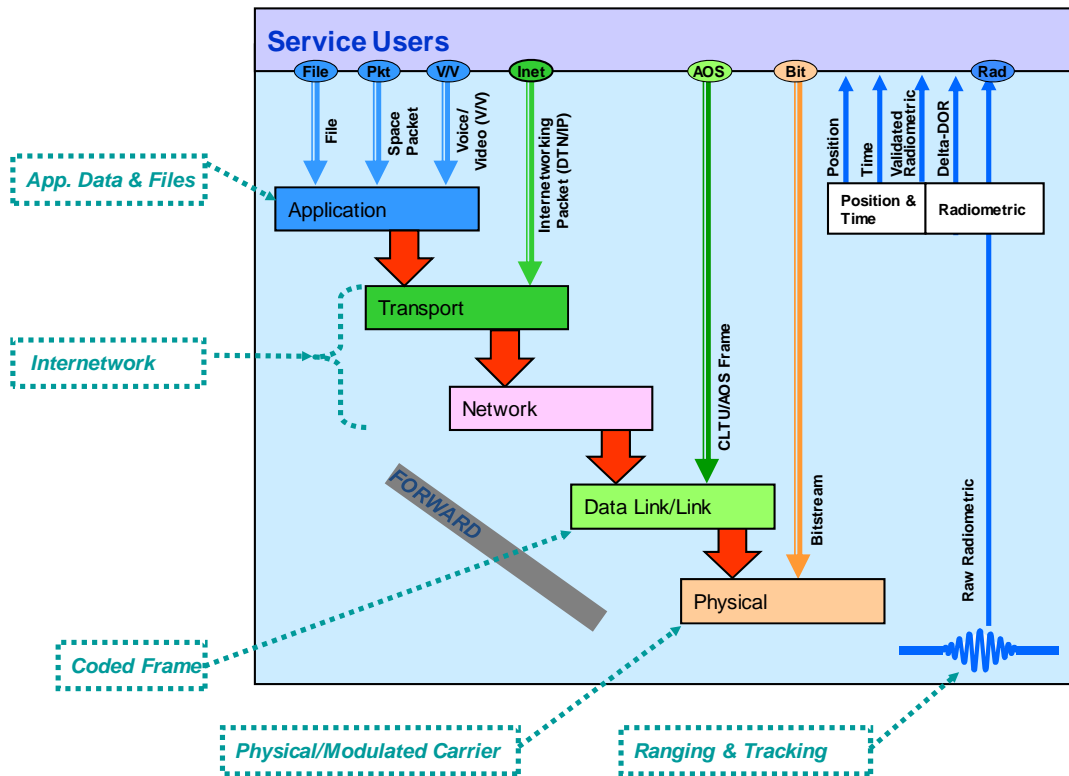 Service Users
File
Pkt
V/V
Inet
AOS
Bit
Rad
File
Space
Packet
Voice/
Video (V/V)
Internetworking
Packet (DTN/IP)
CLTU/AOS Frame
Bitstream
Position
Time
Validated
Radiometric
Delta-DOR
Raw Radiometric
App. Data & Files
Application
Position &
Time
Radiometric
Transport
Internetwork
Network
FORWARD
Data Link/Link
Physical
Coded Frame
Physical/Modulated Carrier
Ranging & Tracking